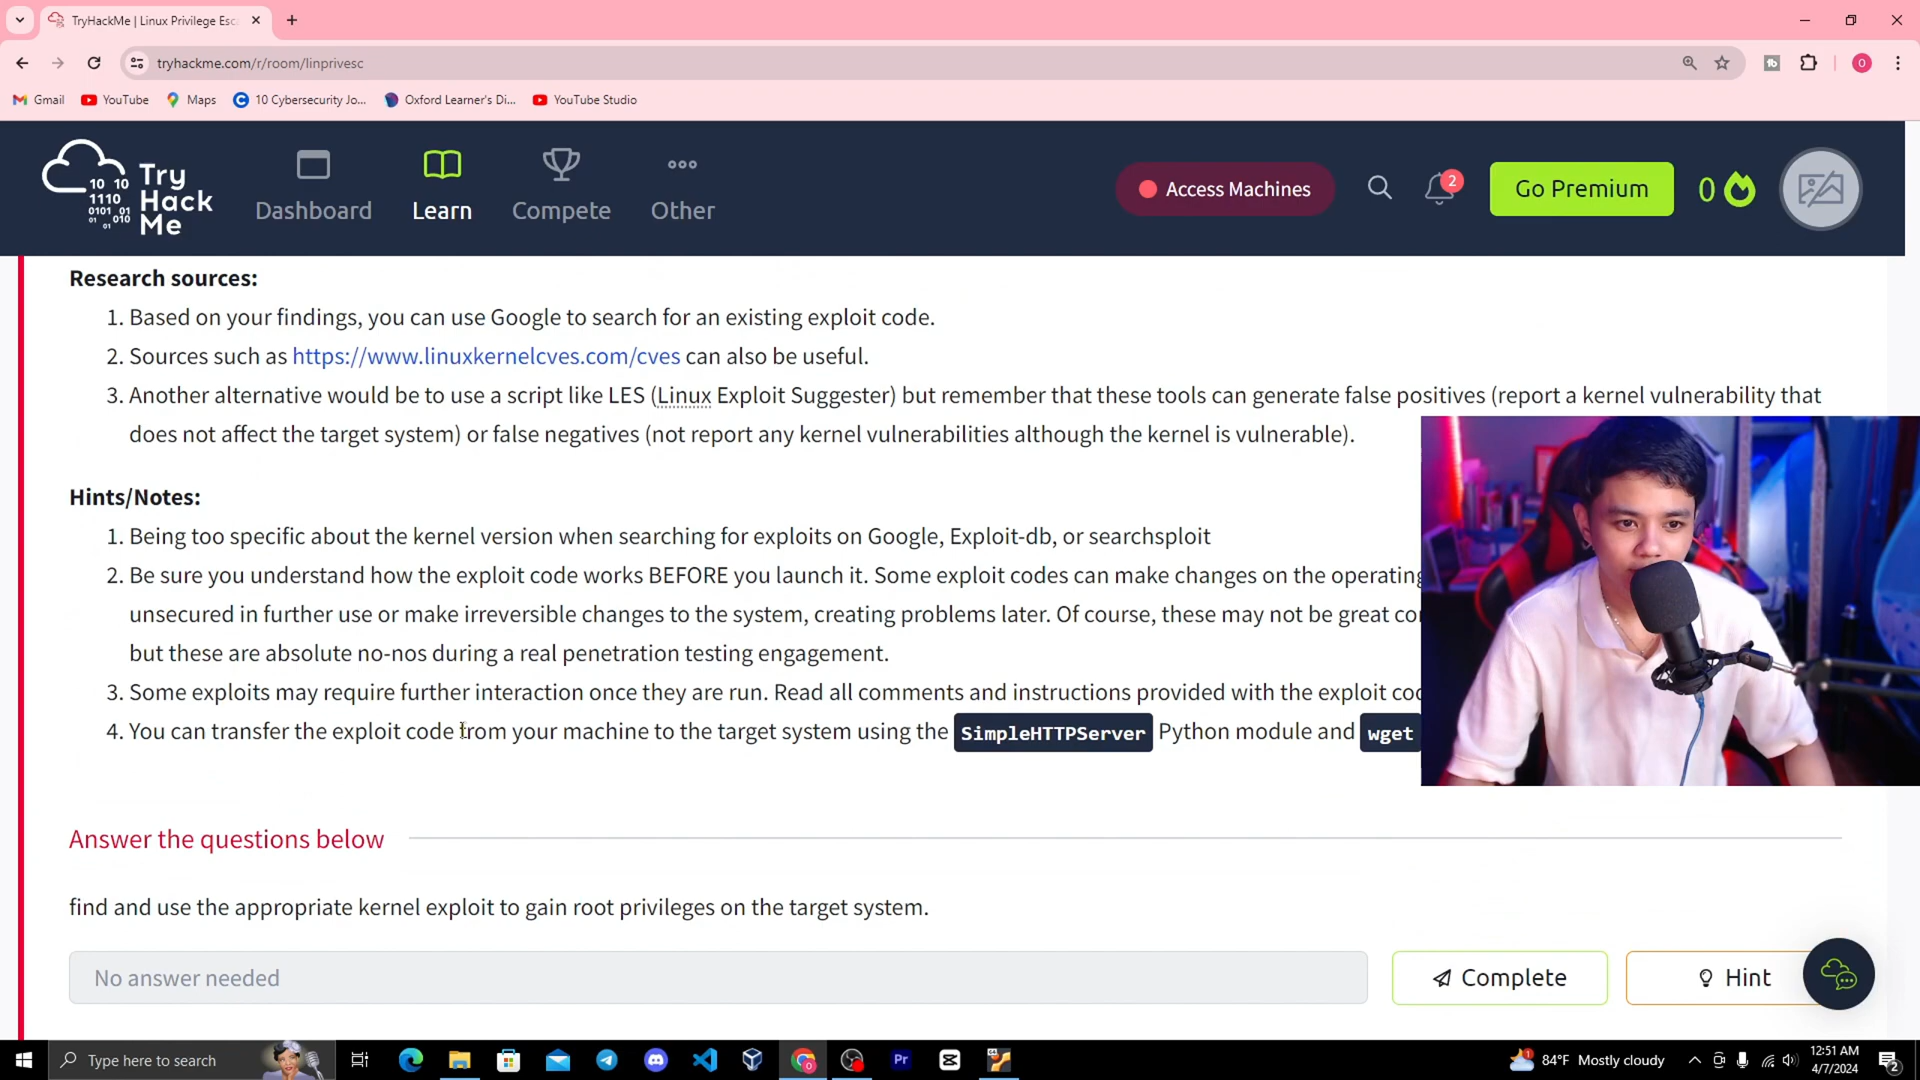 TryHackMe | Linux Privilege Esc
tryhackme.com/r/room/linprivesc
Gmail
YouTube
Maps
10 Cybersecurity Jo...
Oxford Learner's Di...
YouTube Studio
Try
Hack
Me
10 10
1110
0101 01
01 010
01
Dashboard
Learn
Compete
Other
Access Machines
2
Go Premium
0
Research sources:
1. Based on your findings, you can use Google to search for an existing exploit code.
2. Sources such as https://www.linuxkernelcves.com/cves can also be useful.
3. Another alternative would be to use a script like LES (Linux Exploit Suggester) but remember that these tools can generate false positives (report a kernel vulnerability that
does not affect the target system) or false negatives (not report any kernel vulnerabilities although the kernel is vulnerable).
Hints/Notes:
1. Being too specific about the kernel version when searching for exploits on Google, Exploit-db, or searchsploit
2. Be sure you understand how the exploit code works BEFORE you launch it. Some exploit codes can make changes on the operating
unsecured in further use or make irreversible changes to the system, creating problems later. Of course, these may not be great
but these are absolute no-nos during a real penetration testing engagement.
3. Some exploits may require further interaction once they are run. Read all comments and instructions provided with the exploit
4. You can transfer the exploit code from your machine to the target system using the SimpleHTTPServer Python module and wget
Answer the questions below
find and use the appropriate kernel exploit to gain root privileges on the target system.
No answer needed
Complete
Hint
Type here to search
Pr
84°F Mostly cloudy
12:51 AM
4/7/2024
2